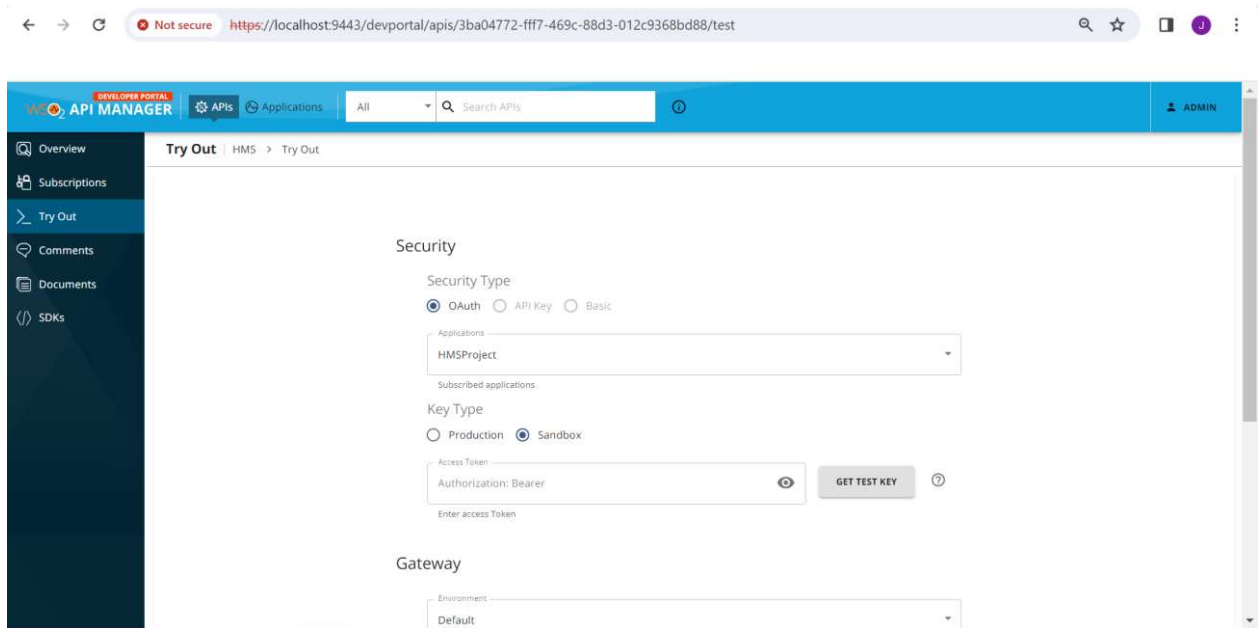 Not secure https://localhost:9443/devportal/apis/3ba04772-fff7-469c-88d3-012c9368bd88/test J
DEVELOPER PORTAL
WSO2 API MANAGER APIs Applications All Search APIs ADMIN
Overview
Try Out HMS > Try Out
Subscriptions
Try Out
Comments
Documents
SDKs
Security
Security Type
OAuth API Key Basic
Applications
HMSProject
Subscribed applications
Key Type
Production Sandbox
Access Token
Authorization: Bearer
GET TEST KEY
Enter access Token
Gateway
Environment
Default